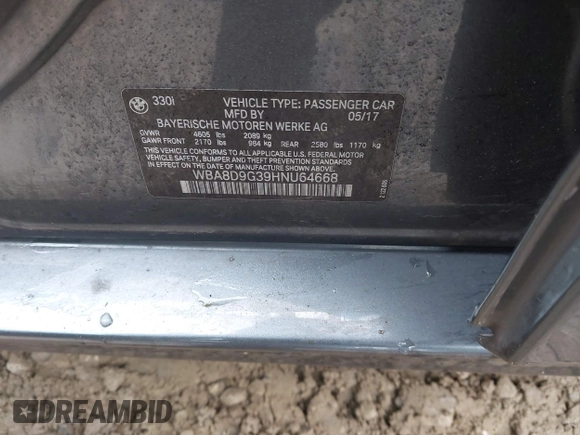 330i VEHICLE TYPE: PASSENGER CAR
MFD BY 05/17
BAYERISCHE MOTOREN WERKE AG
GVWR 4605 lbs 2089 kg
GAWR FRONT 2170 lbs 984 kg REAR 2580 lbs 1170 kg
THIS VEHICLE CONFORMS TO ALL APPLICABLE U.S. FEDERAL MOTOR
VEHICLE SAFETY, BUMPER, AND THEFT PREVENTION STANDARDS IN
EFFECT ON THE DATE OF MANUFACTURE SHOWN ABOVE.
WBA8D9G39HNU64668
DREAMBID